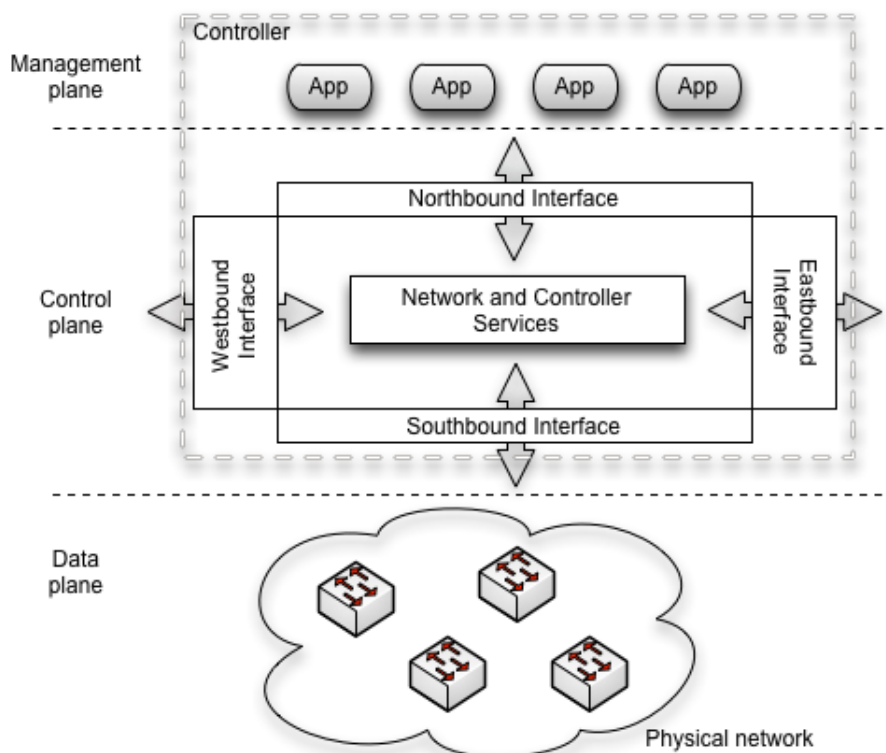 Controller
Management
plane
App
App
App
App
Northbound Interface
Control
plane
Westbound
Interface
Network and Controller
Services
Eastbound
Interface
Southbound Interface
Data
plane
Physical network